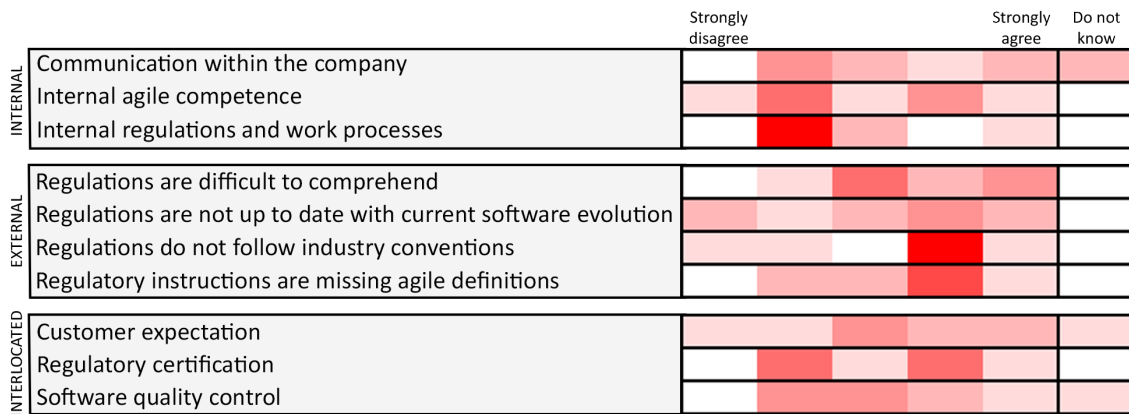 Strongly disagree
Strongly agree
Do not know
INTERNAL
Communication within the company
Internal agile competence
Internal regulations and work processes
EXTERNAL
Regulations are difficult to comprehend
Regulations are not up to date with current software evolution
Regulations do not follow industry conventions
Regulatory instructions are missing agile definitions
NTERLOCATED
Customer expectation
Regulatory certification
Software quality control